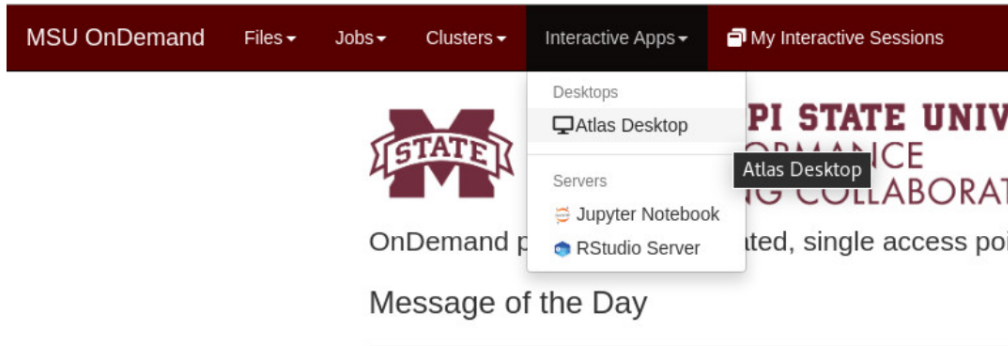 MSU OnDemand Files Jobs Clusters Interactive Apps My Interactive Sessions
Desktops
Atlas Desktop
Servers
Jupyter Notebook
RStudio Server
Atlas Desktop
STATE
PI STATE UNIV
NCE
COLLABORAT
OnDemand p ated, single access poi
Message of the Day